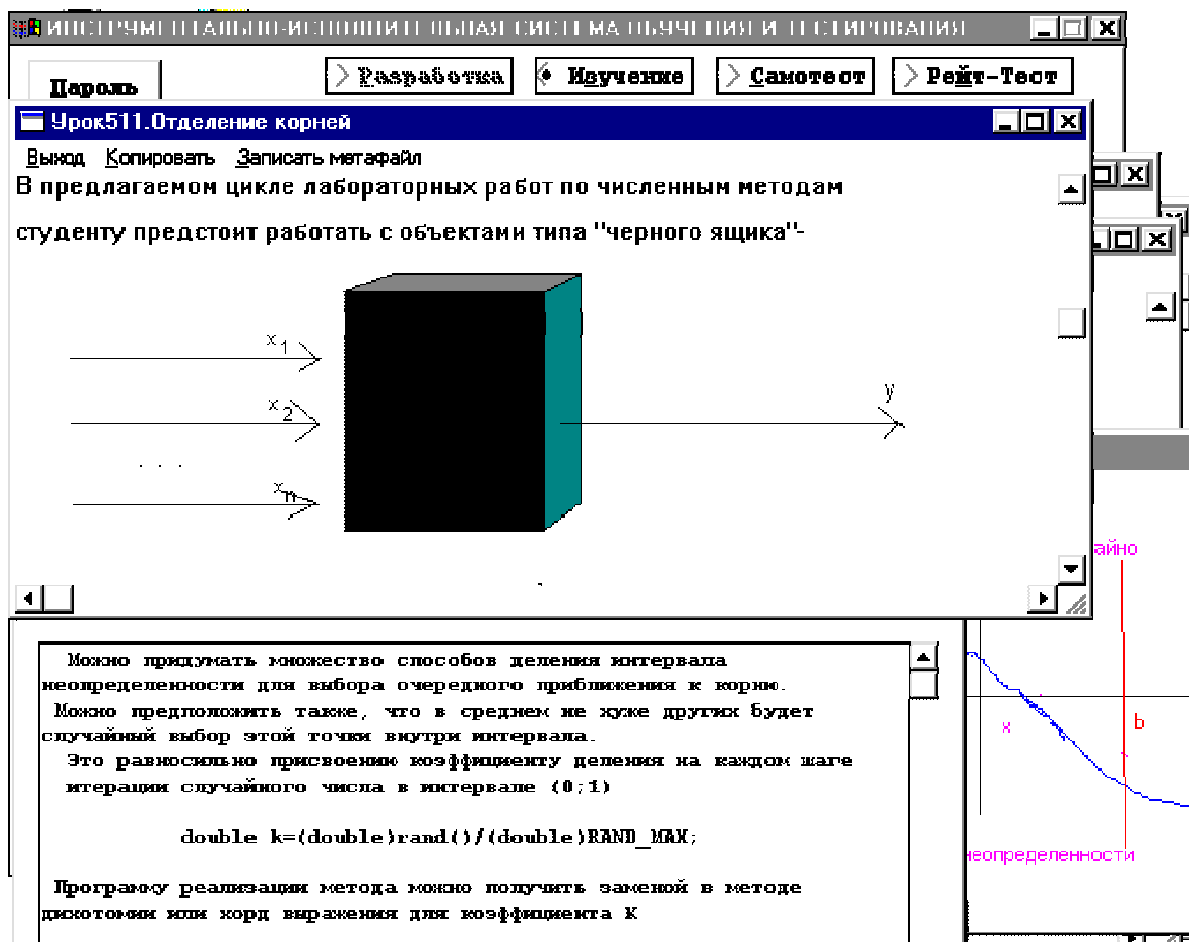 ИНСТРУМЕНТАЛЬНО-ИСПОЛНИТЕЛЬНАЯ СИСТЕМА ОБУЧЕНИЯ И ТЕСТИРОВАНИЯ
Пароль
Разработка
Изучение
Самотест
Рейт-Тест
Урок511.Отделение корней
Выход Копировать Записать метафайл
В предлагаемом цикле лабораторных работ по численным методам
студенту предстоит работать с объектами типа "черного ящика"-
x1
x2
y
. . .
xn
айно
x
b
неопределенности
Можно придумать множество способов деления интервала
неопределенности для выбора очередного приближения к корню.
Можно предположить также, что в среднем не хуже других будет
случайный выбор этой точки внутри интервала.
Это равносильно присвоению коэффициенту деления на каждом шаге
итерации случайного числа в интервале (0;1)
double k=(double)rand()/(double)RAND_MAX;
Программу реализации метода можно получить заменой в методе
дихотомии или хорд выражения для коэффициента К